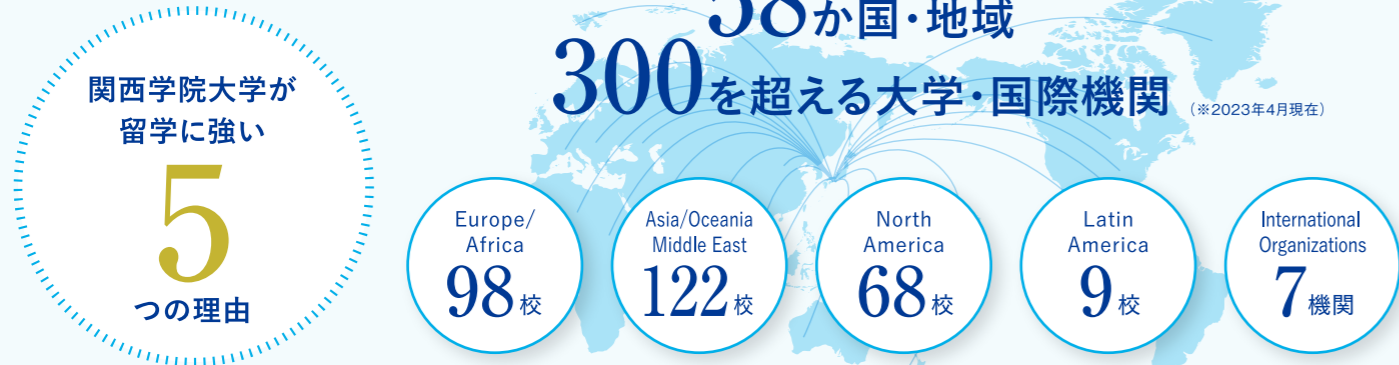 関西学院大学が
留学に強い
5
つの理由
58か国・地域
300を超える大学・国際機関 (※2023年4月現在)
Europe/
Africa
98校
Asia/Oceania
Middle East
122校
North
America
68校
Latin
America
9校
International
Organizations
7機関